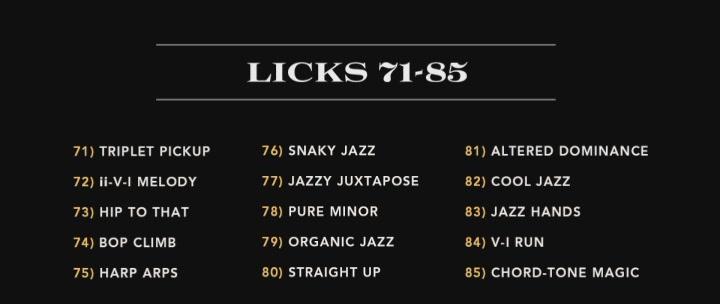 LICKS 71-85
71) TRIPLET PICKUP
72) ii-V-I MELODY
73) HIP TO THAT
74) BOP CLIMB
75) HARP ARPS
76) SNAKY JAZZ
77) JAZZY JUXTAPOSE
78) PURE MINOR
79) ORGANIC JAZZ
80) STRAIGHT UP
81) ALTERED DOMINANCE
82) COOL JAZZ
83) JAZZ HANDS
84) V-I RUN
85) CHORD-TONE MAGIC